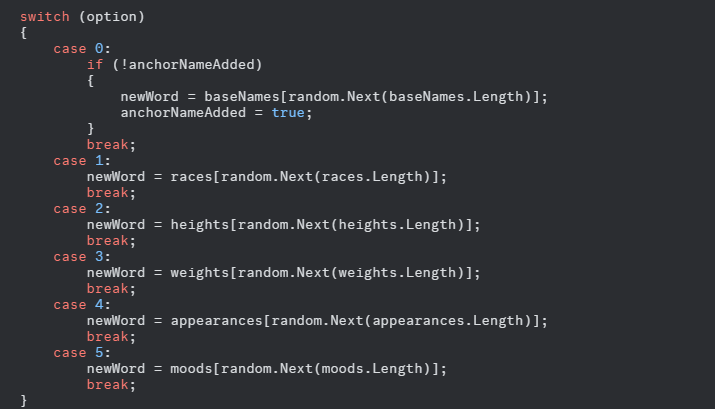 switch (option)
{
    case 0:
        if (!anchorNameAdded)
        {
            newWord = baseNames[random.Next(baseNames.Length)];
            anchorNameAdded = true;
        }
        break;
    case 1:
        newWord = races[random.Next(races.Length)];
        break;
    case 2:
        newWord = heights[random.Next(heights.Length)];
        break;
    case 3:
        newWord = weights[random.Next(weights.Length)];
        break;
    case 4:
        newWord = appearances[random.Next(appearances.Length)];
        break;
    case 5:
        newWord = moods[random.Next(moods.Length)];
        break;
}